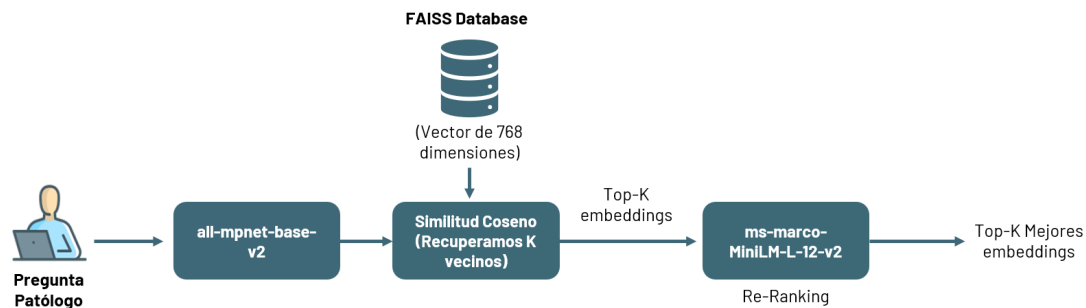 FAISS Database
(Vector de 768
dimensiones)
Pregunta
Patólogo
all-mpnet-base-
v2
Similitud Coseno
(Recuperamos K
vecinos)
Top-K
embeddings
ms-marco-
MiniLM-L-12-v2
Re-Ranking
Top-K Mejores
embeddings